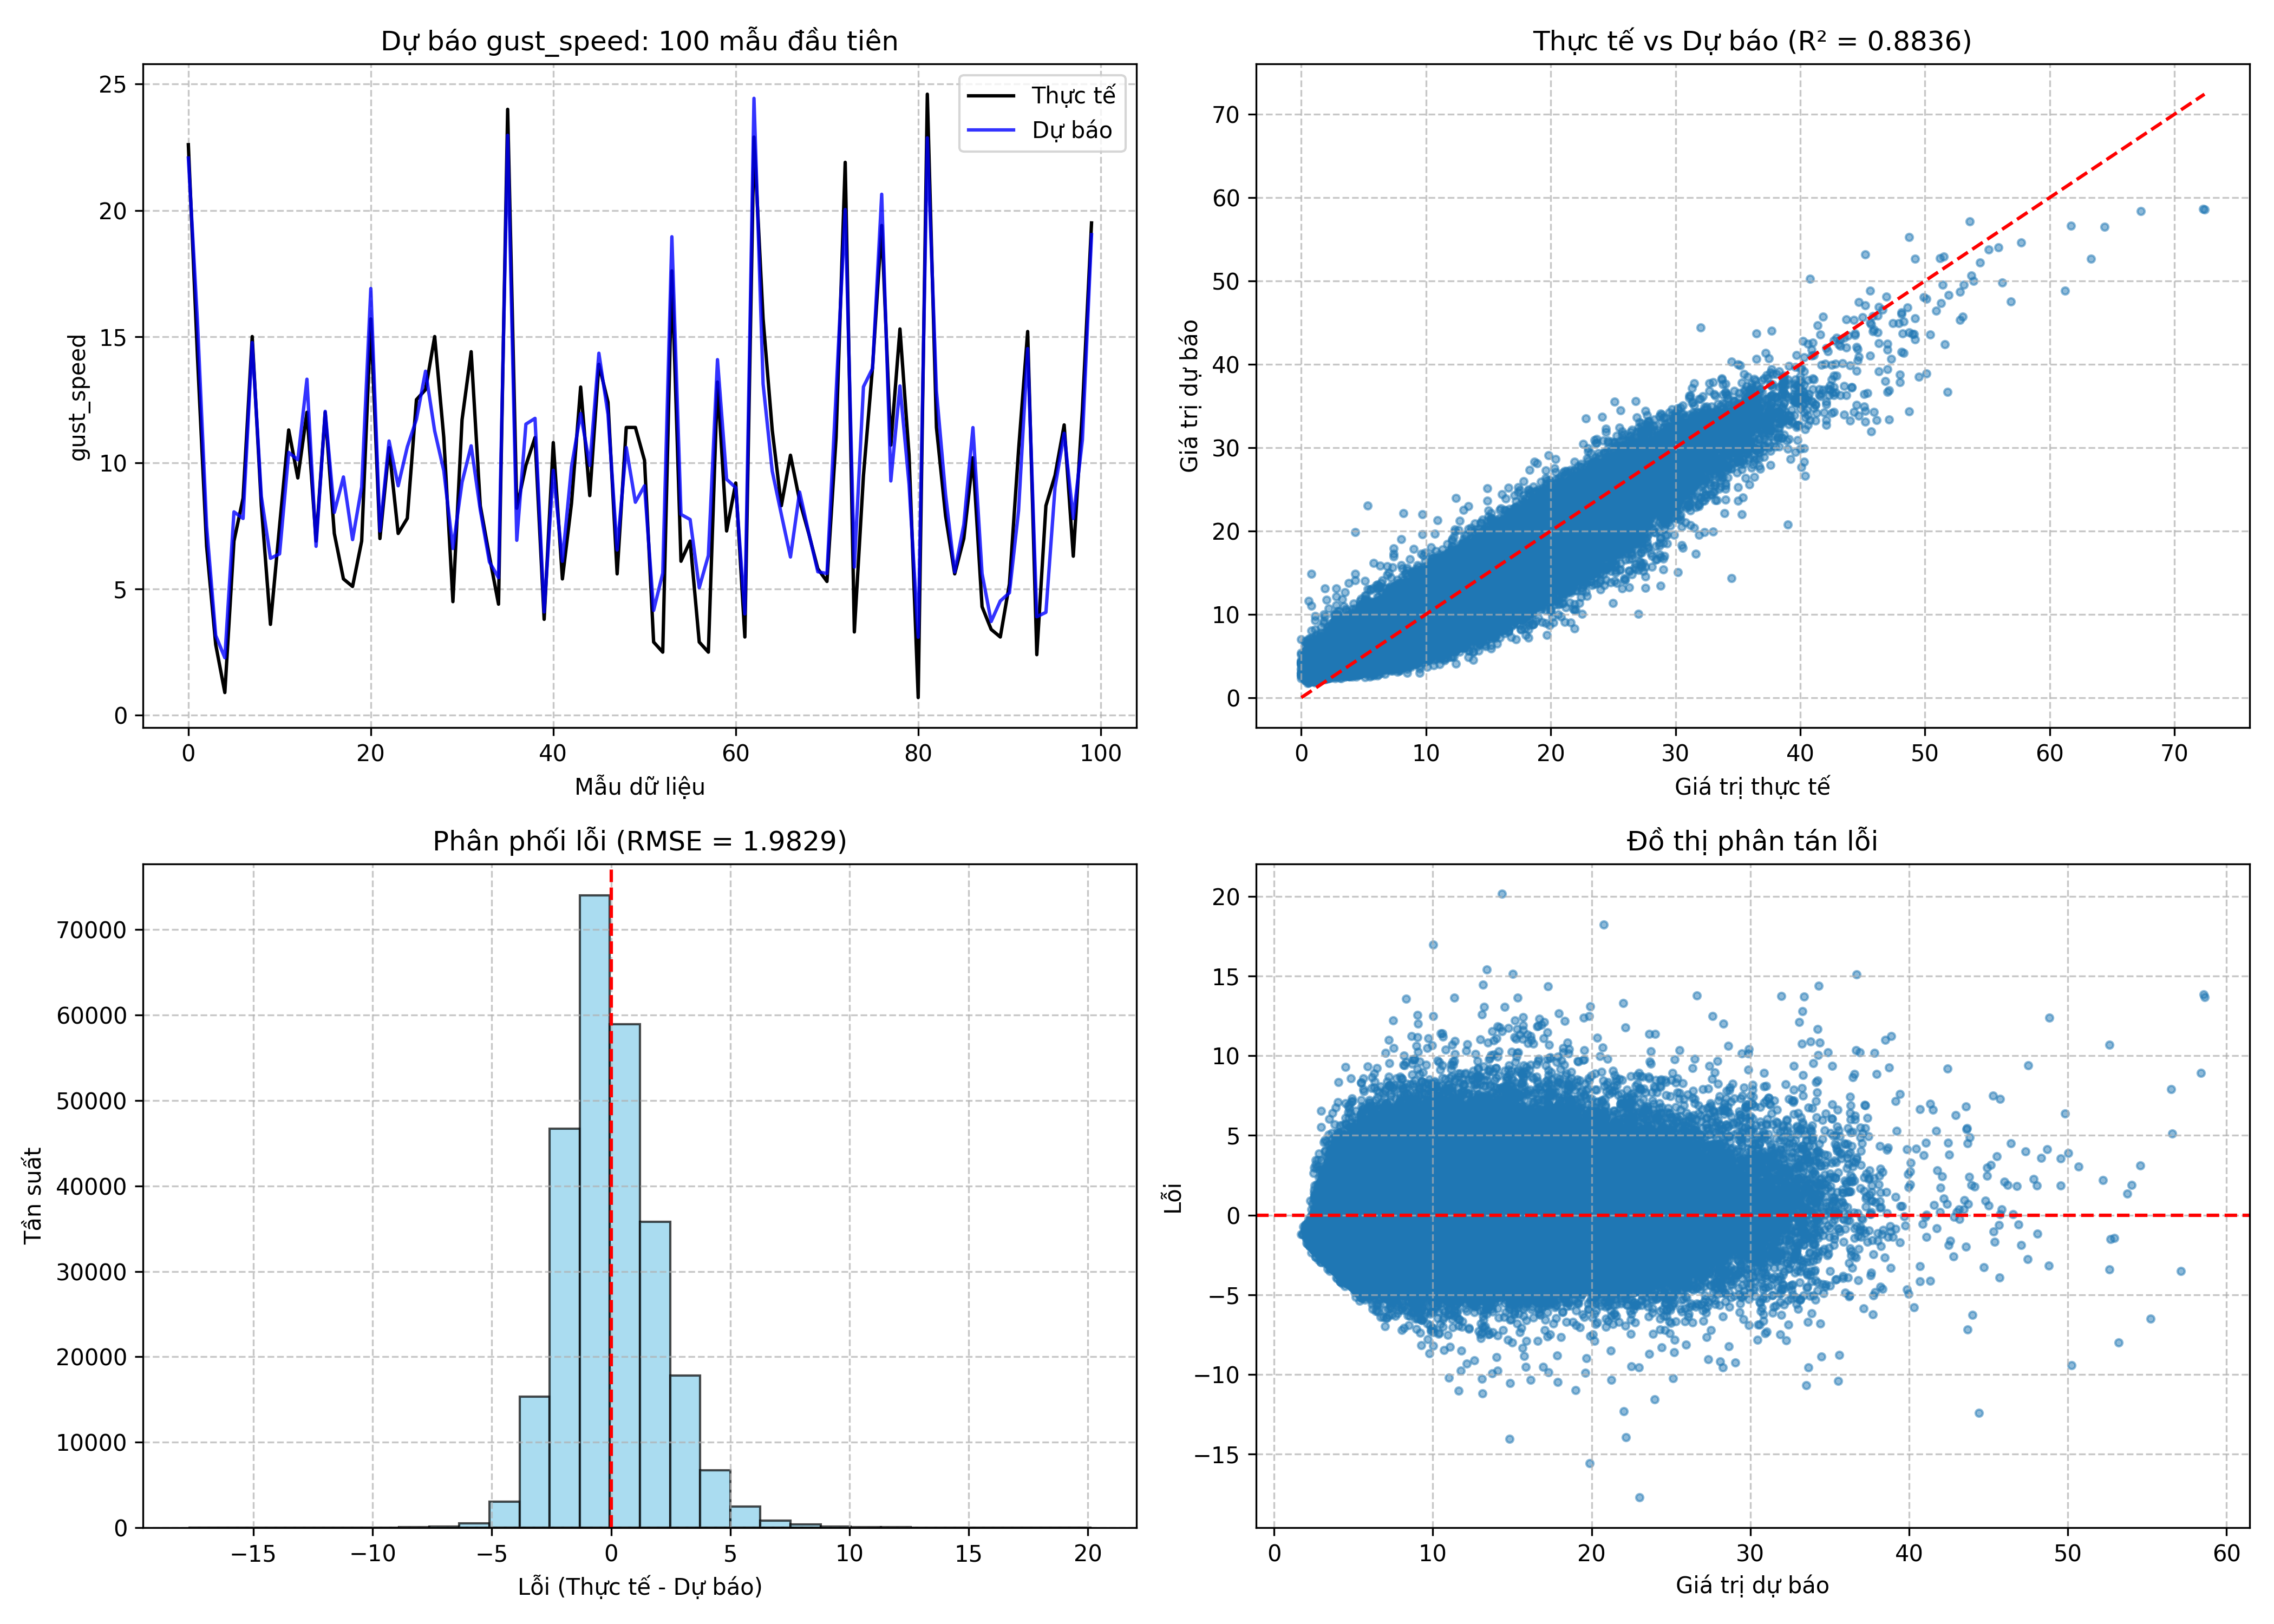 Dự báo gust_speed: 100 mẫu đầu tiên
25
20
15
10
5
0
gust_speed
Thực tế
Dự báo
0 20 40 60 80 100
Mẫu dữ liệu
Thực tế vs Dự báo (R² = 0.8836)
70
60
50
40
30
20
10
0
Giá trị dự báo
0 10 20 30 40 50 60 70
Giá trị thực tế
Phân phối lỗi (RMSE = 1.9829)
70000
60000
50000
40000
30000
20000
10000
0
Tần suất
−15 −10 −5 0 5 10 15 20
Lỗi (Thực tế - Dự báo)
Đồ thị phân tán lỗi
20
15
10
5
0
−5
−10
−15
Lỗi
0 10 20 30 40 50 60
Giá trị dự báo